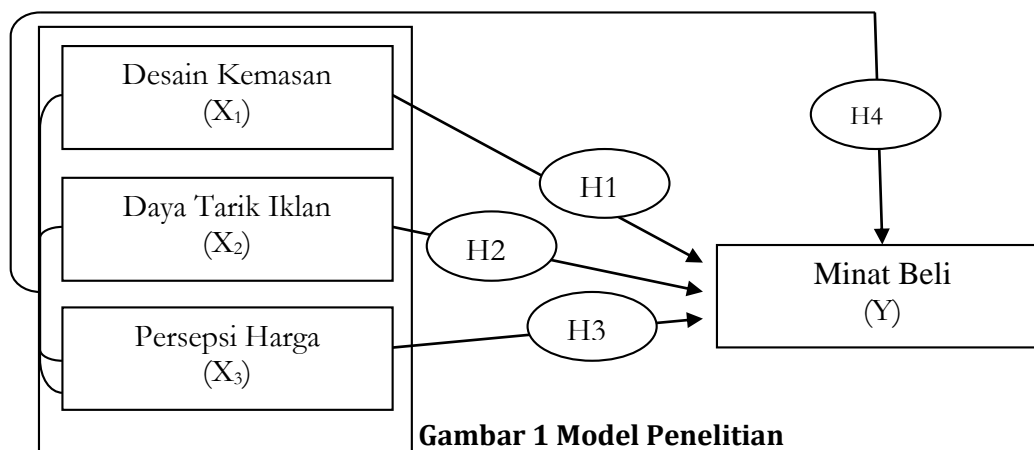 Desain Kemasan
(X₁)
H4
H1
Daya Tarik Iklan
(X₂)
H2
Minat Beli
(Y)
Persepsi Harga
(X₃)
H3
Gambar 1 Model Penelitian